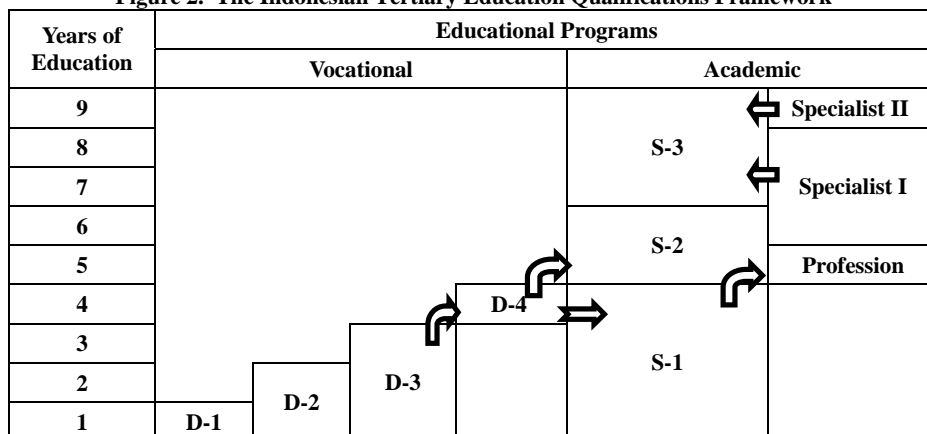 Figure 2. The Indonesian Tertiary Education Qualifications Framework
Years of Education
Educational Programs
Vocational
Academic
9
Specialist II
8
S-3
7
Specialist I
6
S-2
5
Profession
4
D-4
3
S-1
2
D-3
D-2
1
D-1